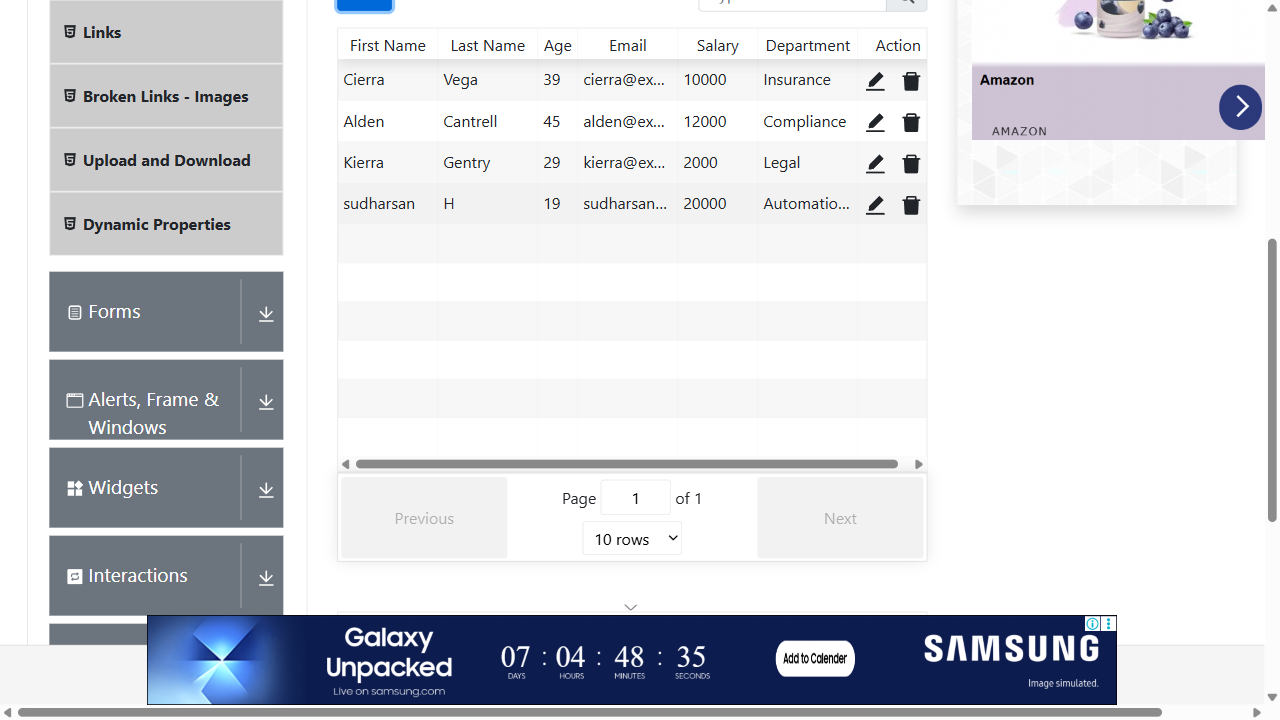 Links
Broken Links - Images
Upload and Download
Dynamic Properties
Forms
Alerts, Frame &
Windows
Widgets
Interactions
First Name Last Name Age Email Salary Department Action
Cierra Vega 39 cierra@ex... 10000 Insurance
Alden Cantrell 45 alden@ex... 12000 Compliance
Kierra Gentry 29 kierra@ex... 2000 Legal
sudharsan H 19 sudharsan... 20000 Automatio...
Previous
Page 1 of 1
10 rows
Next
Amazon
AMAZON
Galaxy
Unpacked
Live on samsung.com
07 : 04 : 48 : 35
DAYS HOURS MINUTES SECONDS
Add to Calender
SAMSUNG
Image simulated.